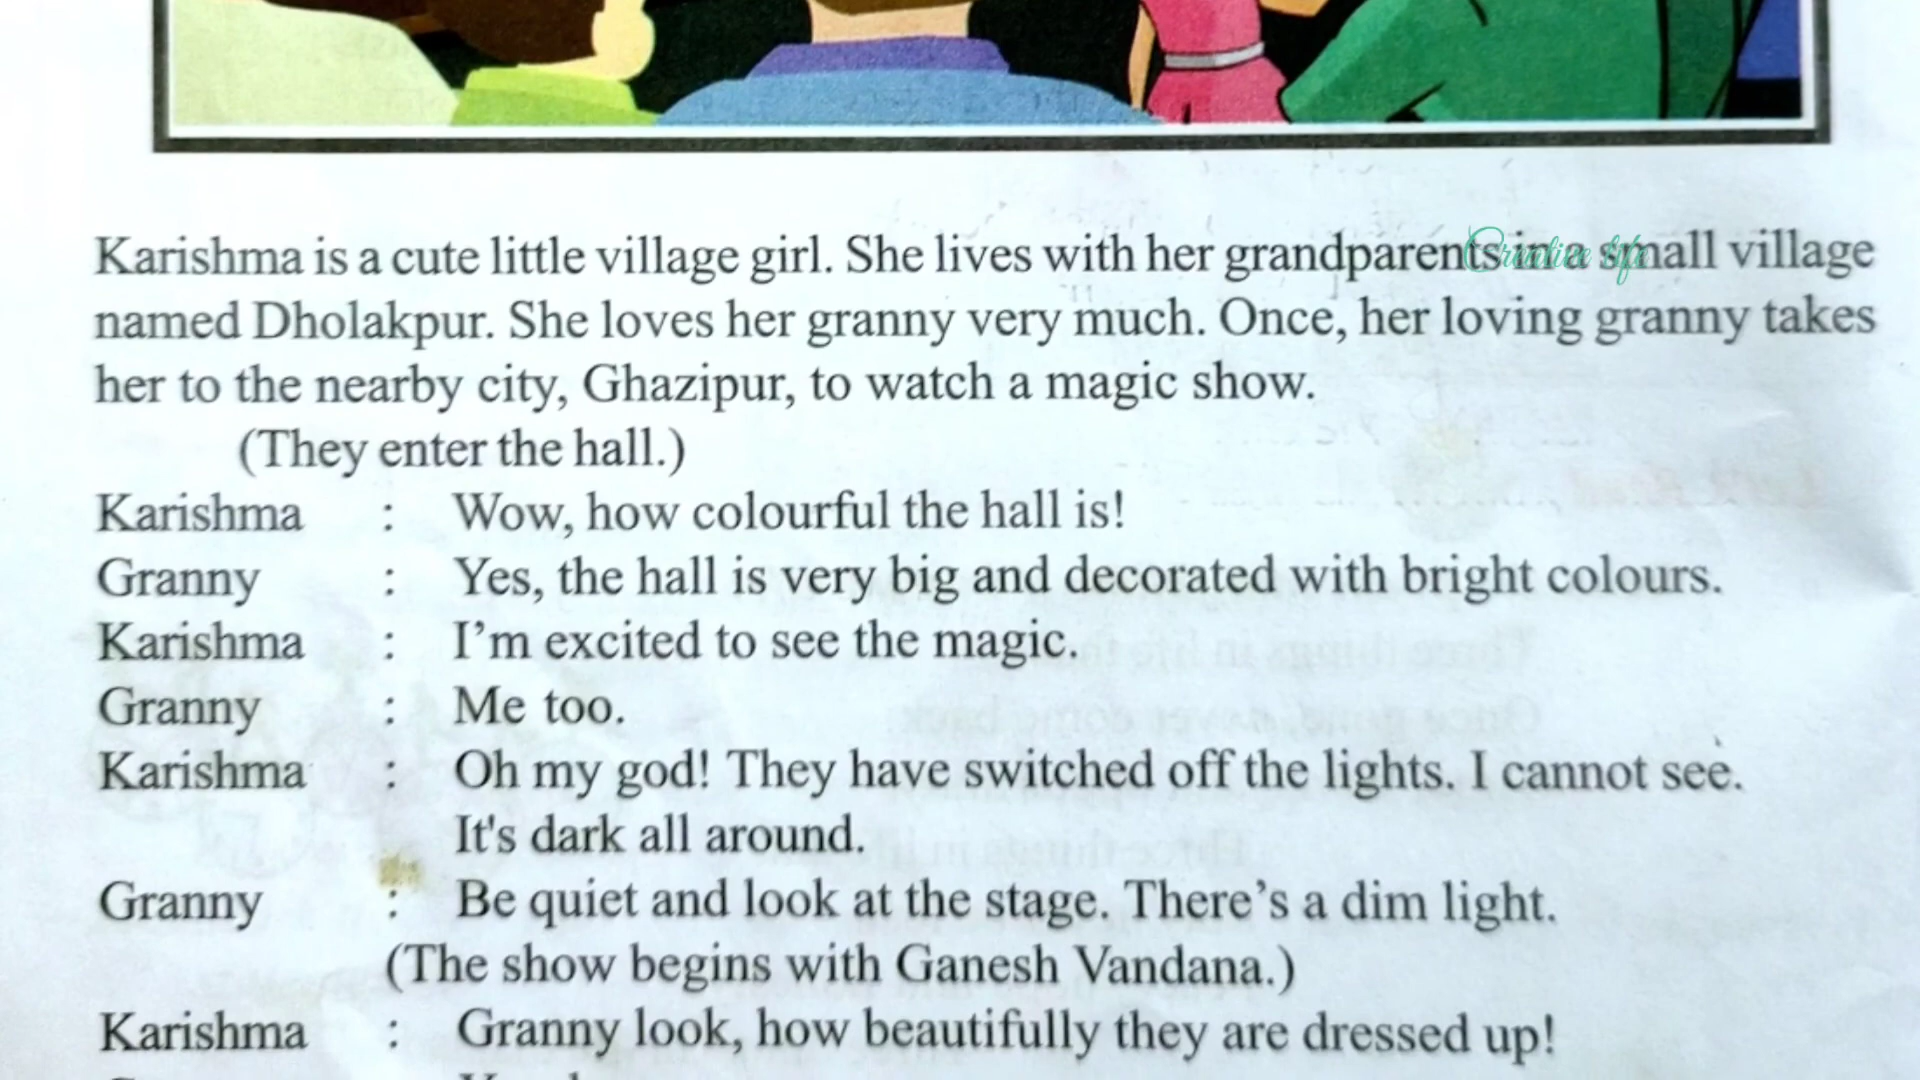 Karishma is a cute little village girl. She lives with her grandparents in a small village
Creative life
named Dholakpur. She loves her granny very much. Once, her loving granny takes
her to the nearby city, Ghazipur, to watch a magic show.
(They enter the hall.)
Karishma : Wow, how colourful the hall is!
Granny : Yes, the hall is very big and decorated with bright colours.
Karishma : I’m excited to see the magic.
Granny : Me too.
Karishma : Oh my god! They have switched off the lights. I cannot see.
It's dark all around.
Granny : Be quiet and look at the stage. There’s a dim light.
(The show begins with Ganesh Vandana.)
Karishma : Granny look, how beautifully they are dressed up!